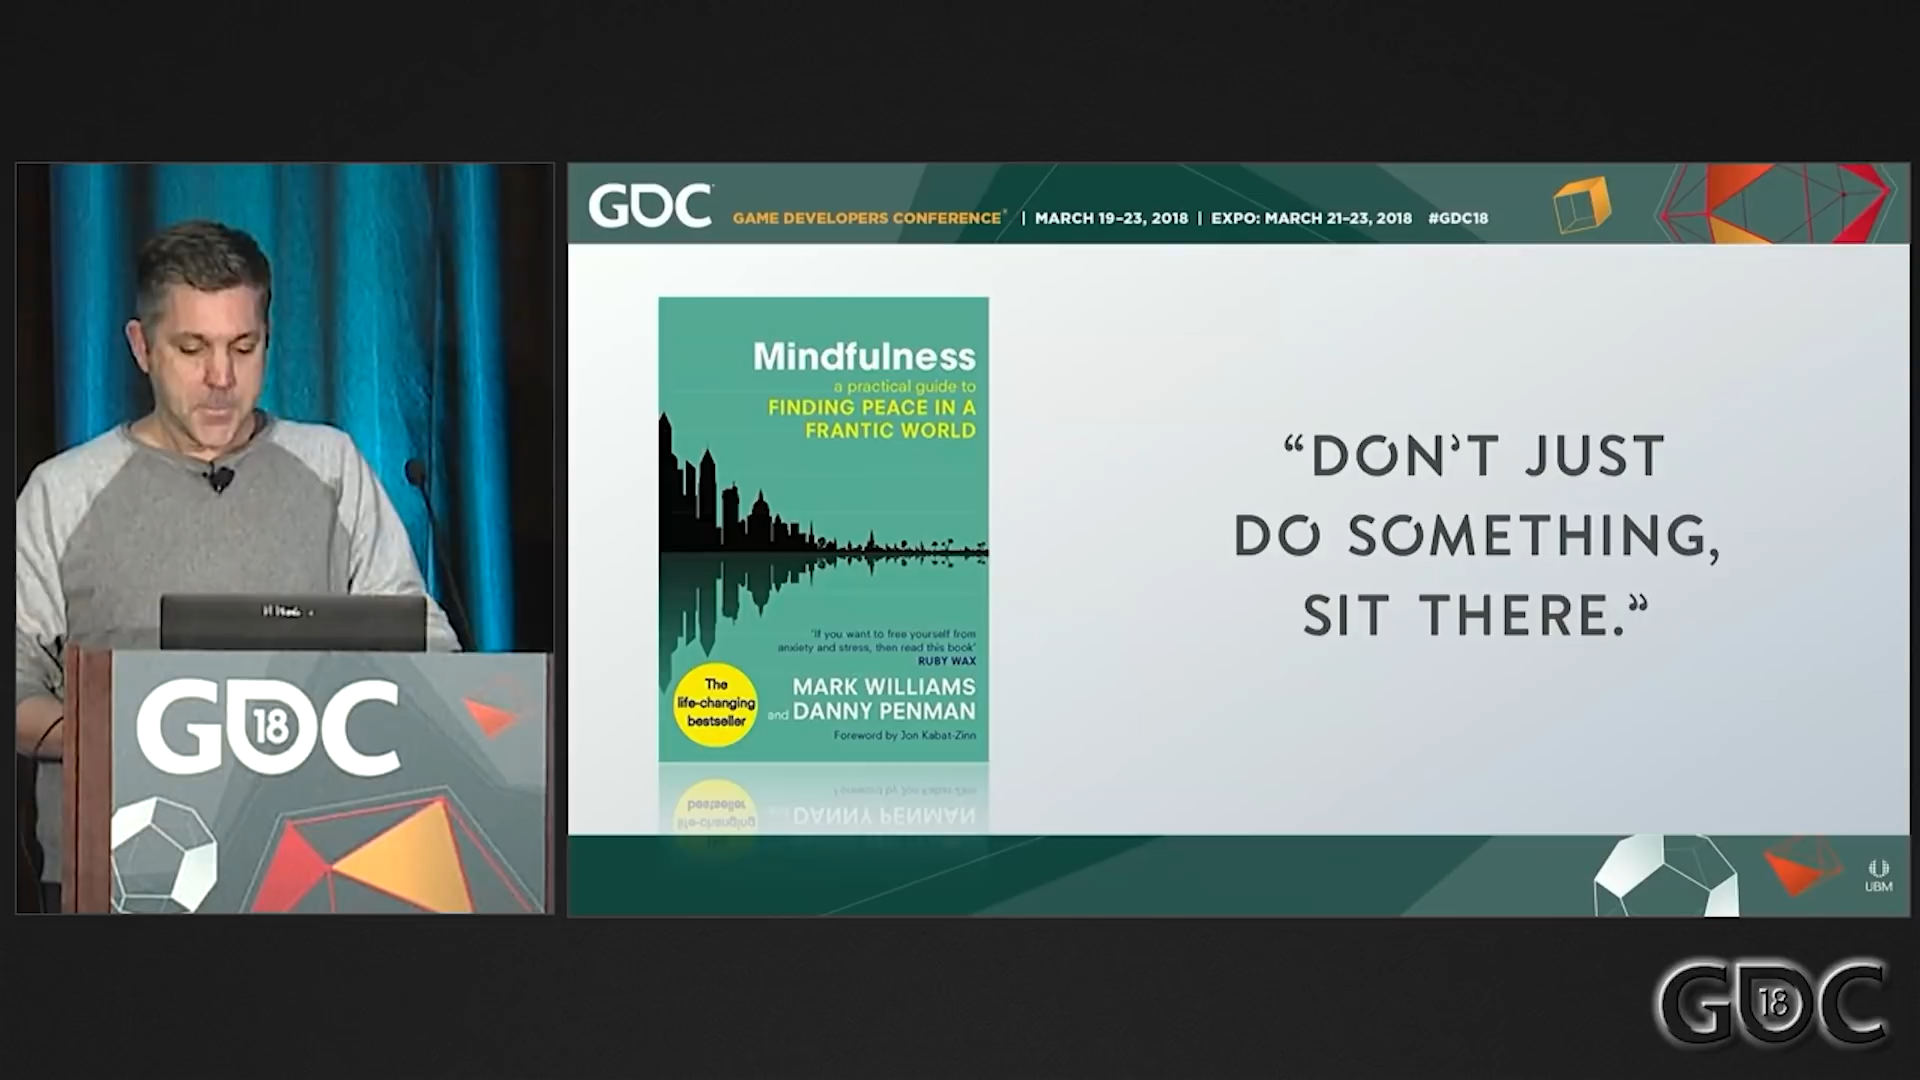 GDC
GAME DEVELOPERS CONFERENCE® | MARCH 19–23, 2018 | EXPO: MARCH 21–23, 2018 #GDC18
Mindfulness
a practical guide to
FINDING PEACE IN A
FRANTIC WORLD
'If you want to free yourself from
anxiety and stress, then read this book'
RUBY WAX
The
life-changing
bestseller
MARK WILLIAMS
and DANNY PENMAN
Foreword by Jon Kabat-Zinn
“DON’T JUST
DO SOMETHING,
SIT THERE.”
UBM
GDC
18
GDC
18